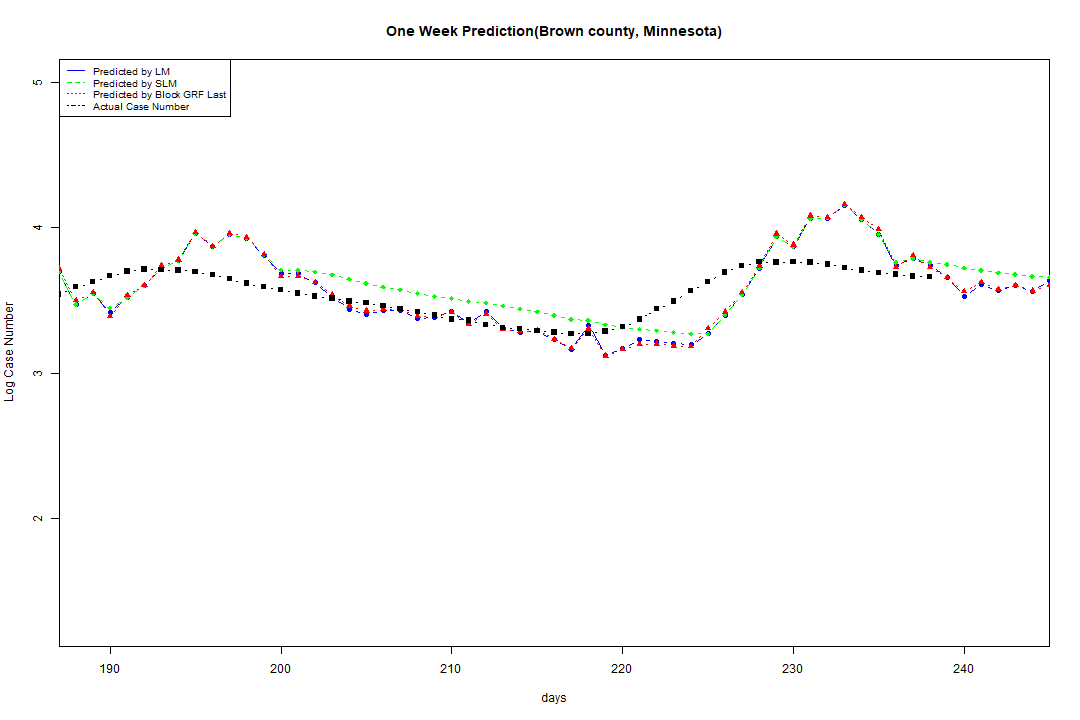 One Week Prediction(Brown county, Minnesota)
Predicted by LM
Predicted by SLM
Predicted by Block GRF Last
Actual Case Number
5
4
3
2
Log Case Number
190 200 210 220 230 240
days